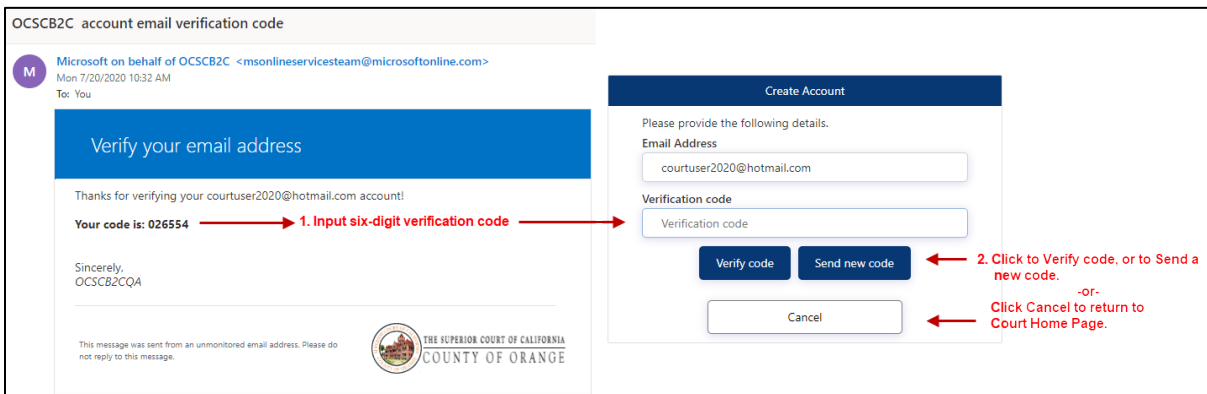 OCSCB2C account email verification code
M
Microsoft on behalf of OCSCB2C <msonlineservicesteam@microsoftonline.com>
Mon 7/20/2020 10:32 AM
To: You
Verify your email address
Thanks for verifying your courtuser2020@hotmail.com account!
Your code is: 026554
1. Input six-digit verification code
Sincerely,
OCSCB2CQA
This message was sent from an unmonitored email address. Please do
not reply to this message.
THE SUPERIOR COURT OF CALIFORNIA
COUNTY OF ORANGE
Create Account
Please provide the following details.
Email Address
courtuser2020@hotmail.com
Verification code
Verification code
Verify code
Send new code
2. Click to Verify code, or to Send a
new code.
-or-
Click Cancel to return to
Court Home Page.
Cancel